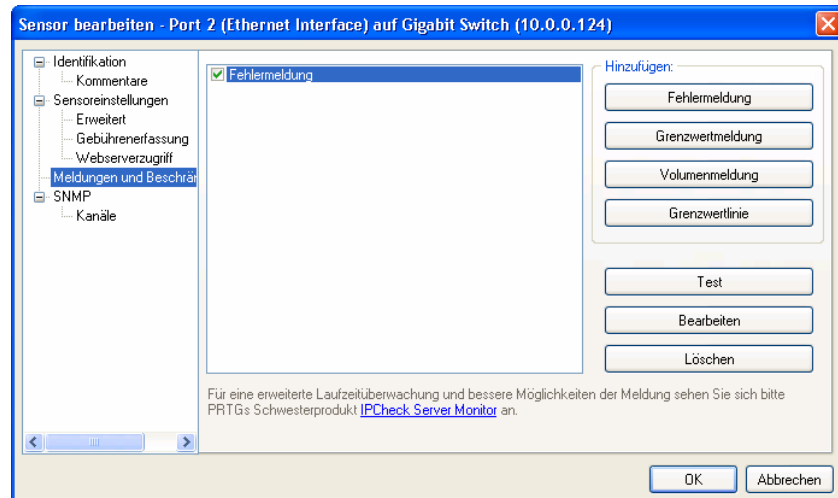 Sensor bearbeiten - Port 2 (Ethernet Interface) auf Gigabit Switch (10.0.0.124)
Identifikation
Kommentare
Sensoreinstellungen
Erweitert
Gebührenerfassung
Webserverzugriff
Meldungen und Beschrär
SNMP
Kanäle
Fehlermeldung
Hinzufügen:
Fehlermeldung
Grenzwertmeldung
Volumenmeldung
Grenzwertlinie
Test
Bearbeiten
Löschen
Für eine erweiterte Laufzeitüberwachung und bessere Möglichkeiten der Meldung sehen Sie sich bitte
PRTGs Schwesterprodukt IPCheck Server Monitor an.
OK
Abbrechen